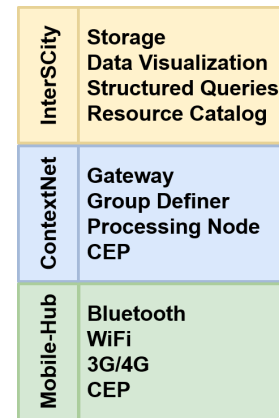 InterSCity
Storage
Data Visualization
Structured Queries
Resource Catalog
ContextNet
Gateway
Group Definer
Processing Node
CEP
Mobile-Hub
Bluetooth
WiFi
3G/4G
CEP